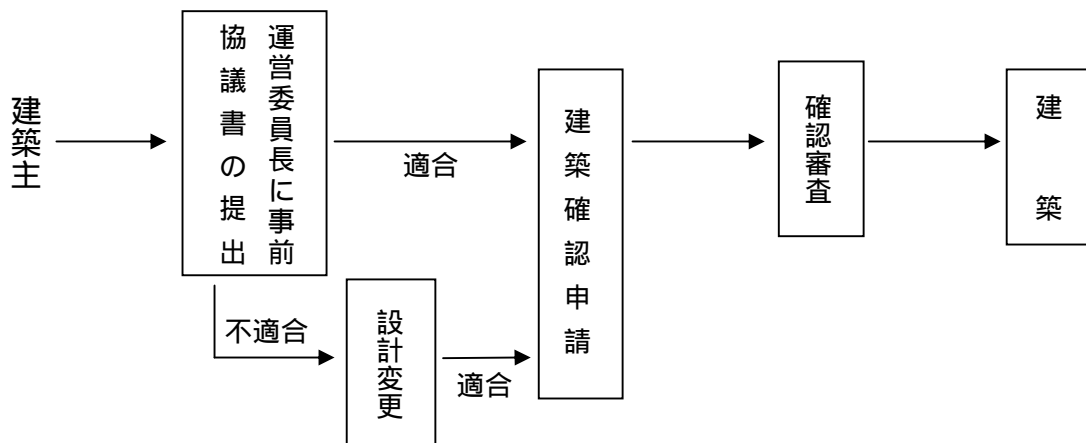 建築主
運営委員長に事前
協議書の提出
適合
不適合
設計変更
適合
建築確認申請
確認審査
建築